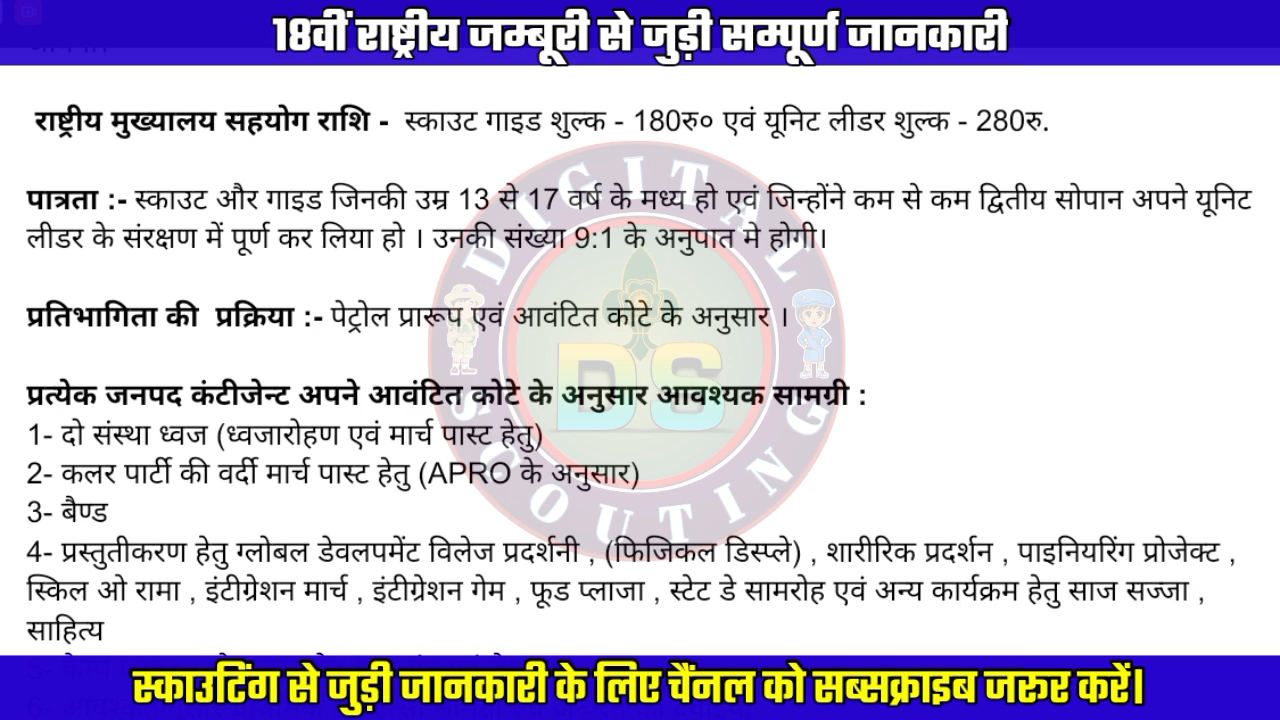 18वीं राष्ट्रीय जम्बूरी से जुड़ी सम्पूर्ण जानकारी
राष्ट्रीय मुख्यालय सहयोग राशि - स्काउट गाइड शुल्क - 180रु० एवं यूनिट लीडर शुल्क - 280रु.
पात्रता :- स्काउट और गाइड जिनकी उम्र 13 से 17 वर्ष के मध्य हो एवं जिन्होंने कम से कम द्वितीय सोपान अपने यूनिट
लीडर के संरक्षण में पूर्ण कर लिया हो । उनकी संख्या 9:1 के अनुपात मे होगी।
प्रतिभागिता की प्रक्रिया :- पेट्रोल प्रारूप एवं आवंटित कोटे के अनुसार ।
प्रत्येक जनपद कंटीजेन्ट अपने आवंटित कोटे के अनुसार आवश्यक सामग्री :
1- दो संस्था ध्वज (ध्वजारोहण एवं मार्च पास्ट हेतु)
2- कलर पार्टी की वर्दी मार्च पास्ट हेतु (APRO के अनुसार)
3- बैण्ड
4- प्रस्तुतीकरण हेतु ग्लोबल डेवलपमेंट विलेज प्रदर्शनी , (फिजिकल डिस्प्ले) , शारीरिक प्रदर्शन , पाइनियरिंग प्रोजेक्ट ,
स्किल ओ रामा , इंटीग्रेशन मार्च , इंटीग्रेशन गेम , फूड प्लाजा , स्टेट डे सामरोह एवं अन्य कार्यक्रम हेतु साज सज्जा ,
साहित्य
DIGITAL
DS
SCOUTING
स्काउटिंग से जुड़ी जानकारी के लिए चैंनल को सब्सक्राइब जरूर करें।